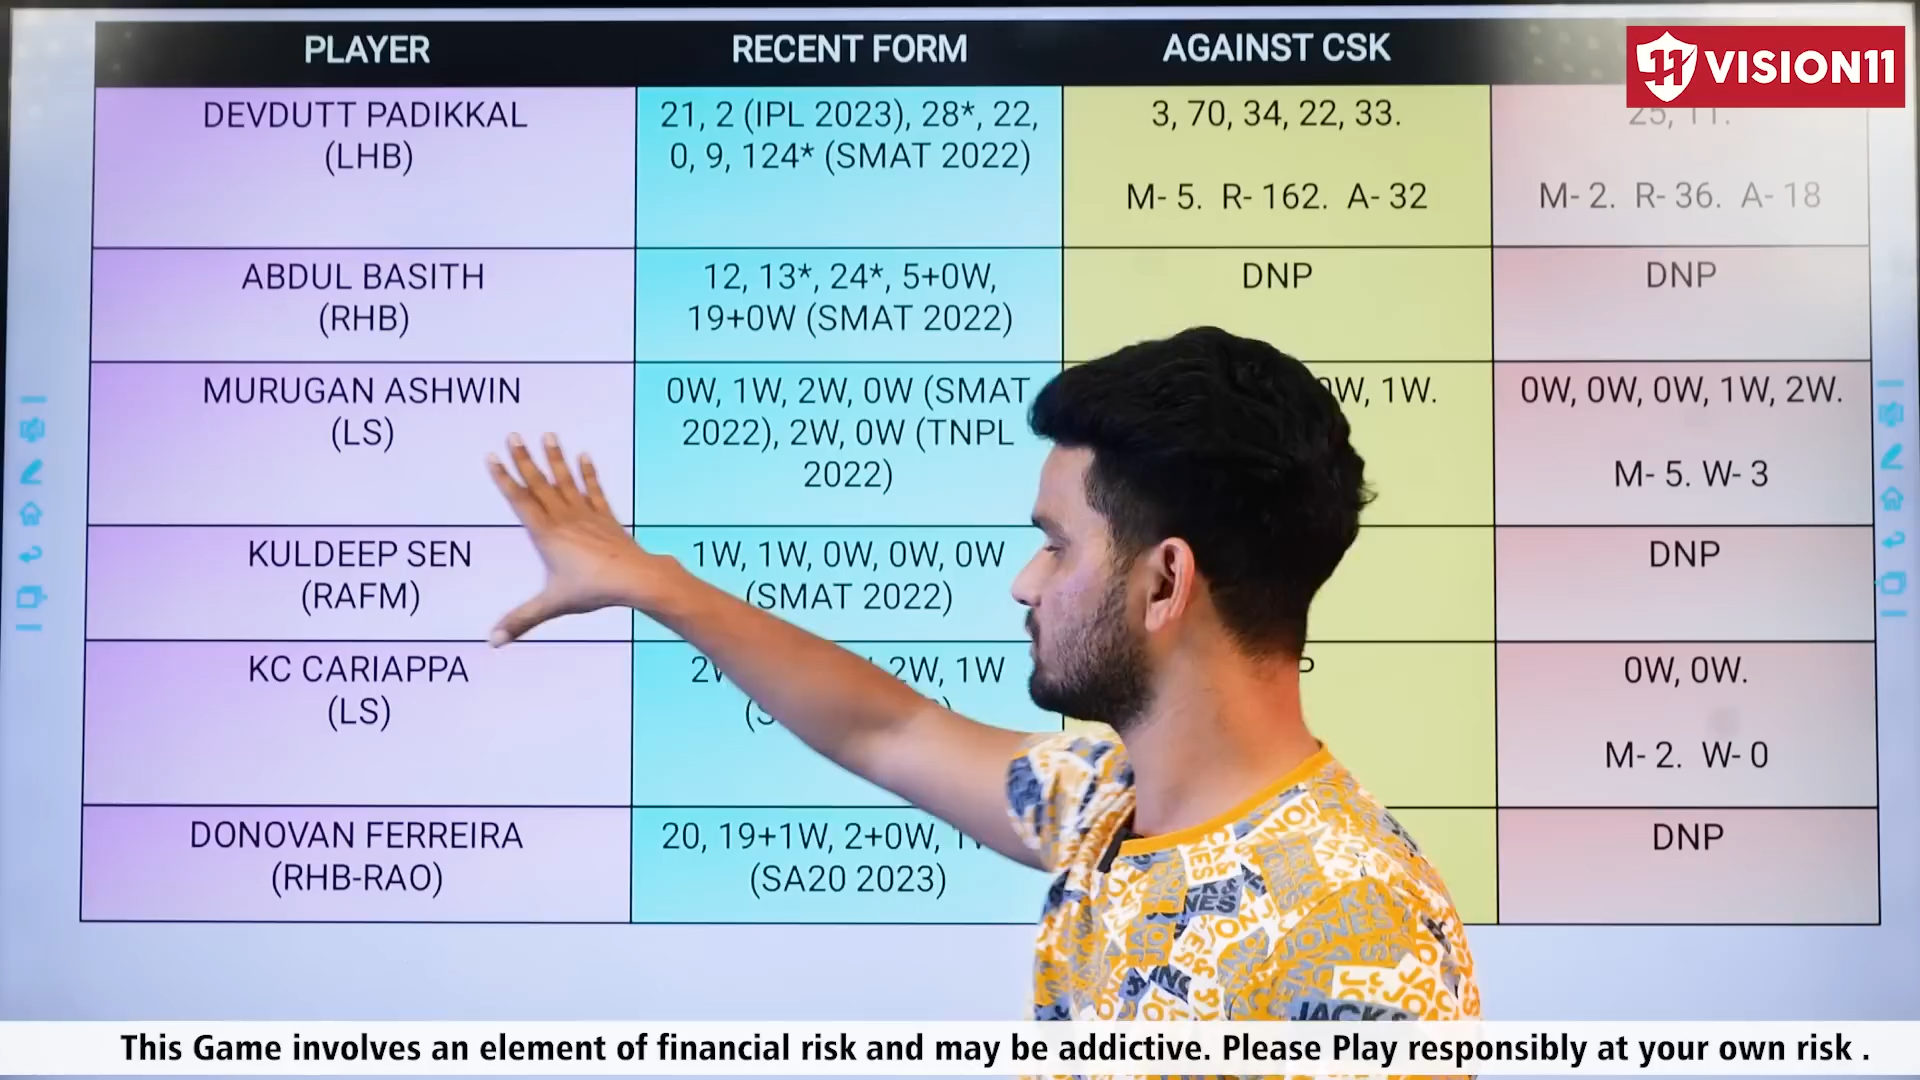 PLAYER
RECENT FORM
AGAINST CSK
11 VISION11
DEVDUTT PADIKKAL
(LHB)
21, 2 (IPL 2023), 28*, 22,
0, 9, 124* (SMAT 2022)
3, 70, 34, 22, 33.
M- 5. R- 162. A- 32
25, 11.
M- 2. R- 36. A- 18
ABDUL BASITH
(RHB)
12, 13*, 24*, 5+0W,
19+0W (SMAT 2022)
DNP
DNP
MURUGAN ASHWIN
(LS)
0W, 1W, 2W, 0W (SMAT
2022), 2W, 0W (TNPL
2022)
1W.
0W, 0W, 0W, 1W, 2W.
M- 5. W- 3
KULDEEP SEN
(RAFM)
1W, 1W, 0W, 0W, 0W
(SMAT 2022)
DNP
KC CARIAPPA
(LS)
2W, 1W
0W, 0W.
M- 2. W- 0
DONOVAN FERREIRA
(RHB-RAO)
20, 19+1W, 2+0W,
(SA20 2023)
DNP
JACK & JONES
This Game involves an element of financial risk and may be addictive. Please Play responsibly at your own risk .